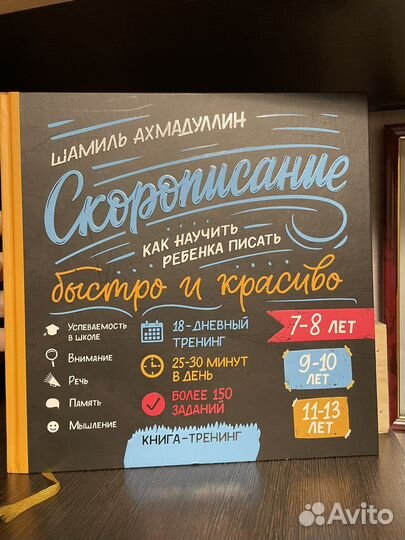 ШАМИЛЬ АХМАДУЛЛИН
Скорописание
КАК НАУЧИТЬ
РЕБЕНКА ПИСАТЬ
быстро и красиво
УСПЕВАЕМОСТЬ
В ШКОЛЕ
ВНИМАНИЕ
РЕЧЬ
ПАМЯТЬ
МЫШЛЕНИЕ
18-ДНЕВНЫЙ
ТРЕНИНГ
25-30 МИНУТ
В ДЕНЬ
БОЛЕЕ 150
ЗАДАНИЙ
7-8 ЛЕТ
9-10
ЛЕТ
11-13
ЛЕТ
КНИГА-ТРЕНИНГ
Avito